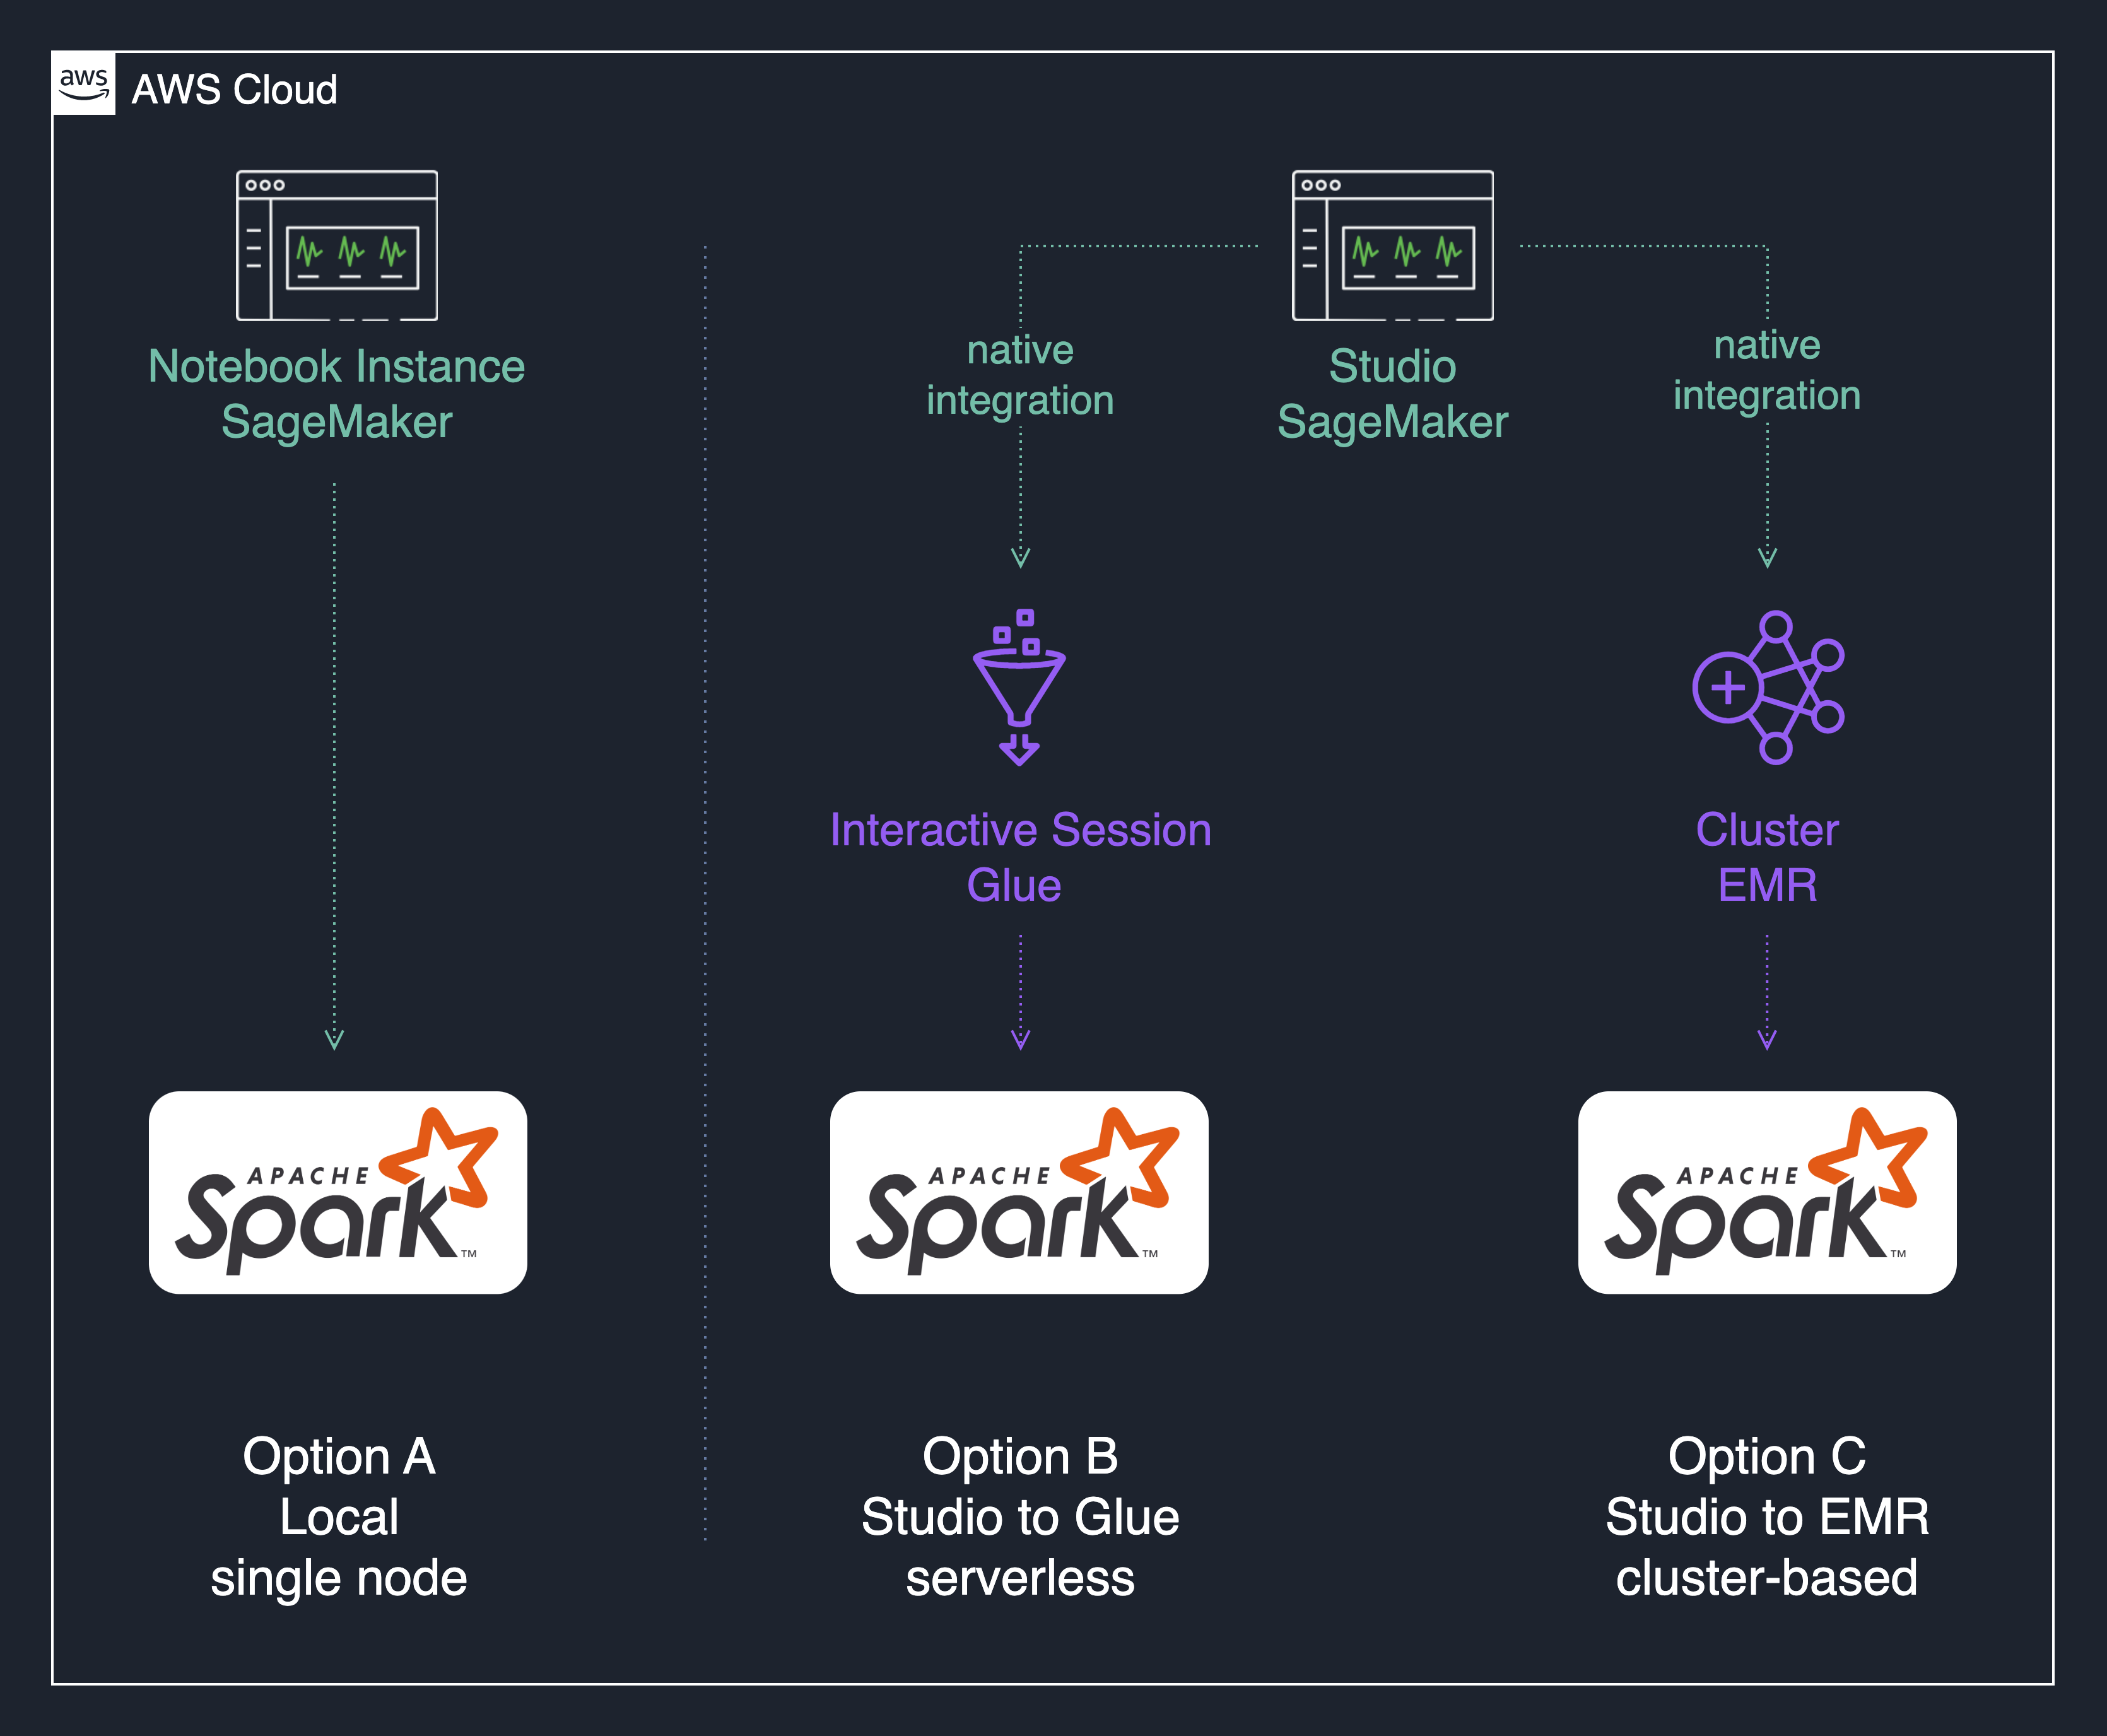 aws
AWS Cloud
Notebook Instance
SageMaker
native
integration
Studio
SageMaker
native
integration
Interactive Session
Glue
Cluster
EMR
APACHE
Spark™
APACHE
Spark™
APACHE
Spark™
Option A
Local
single node
Option B
Studio to Glue
serverless
Option C
Studio to EMR
cluster-based